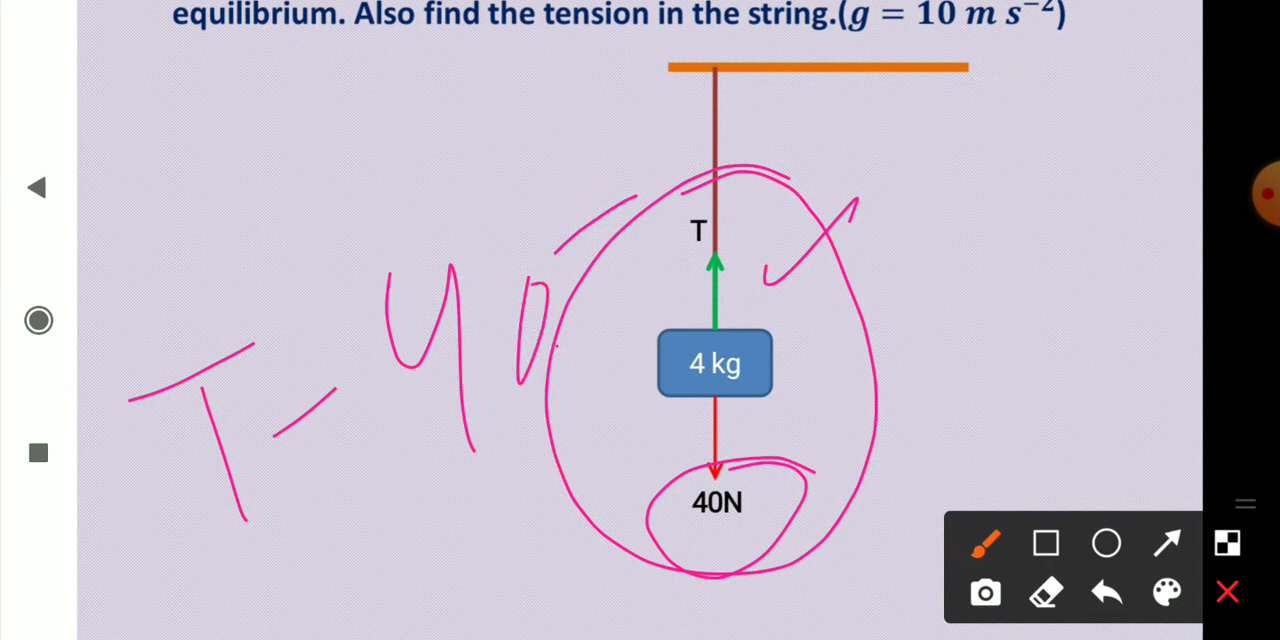 equilibrium. Also find the tension in the string.(g = 10 m s⁻²)
T
4 kg
T - 40
40N